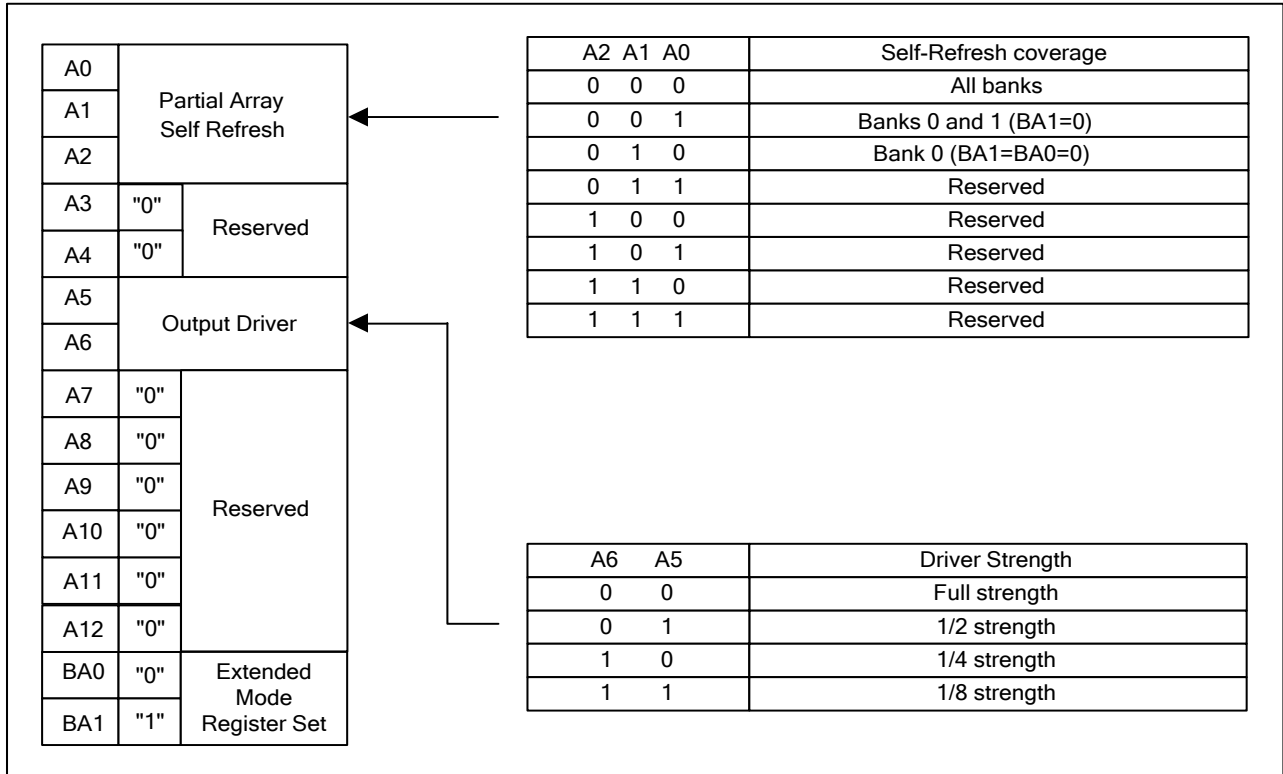 A0
A1
A2
Partial Array
Self Refresh
A3 "0"
A4 "0"
Reserved
A5
A6
Output Driver
A7 "0"
A8 "0"
A9 "0"
A10 "0"
A11 "0"
A12 "0"
Reserved
BA0 "0"
BA1 "1"
Extended
Mode
Register Set
A2 A1 A0 Self-Refresh coverage
0 0 0 All banks
0 0 1 Banks 0 and 1 (BA1=0)
0 1 0 Bank 0 (BA1=BA0=0)
0 1 1 Reserved
1 0 0 Reserved
1 0 1 Reserved
1 1 0 Reserved
1 1 1 Reserved
A6 A5 Driver Strength
0 0 Full strength
0 1 1/2 strength
1 0 1/4 strength
1 1 1/8 strength